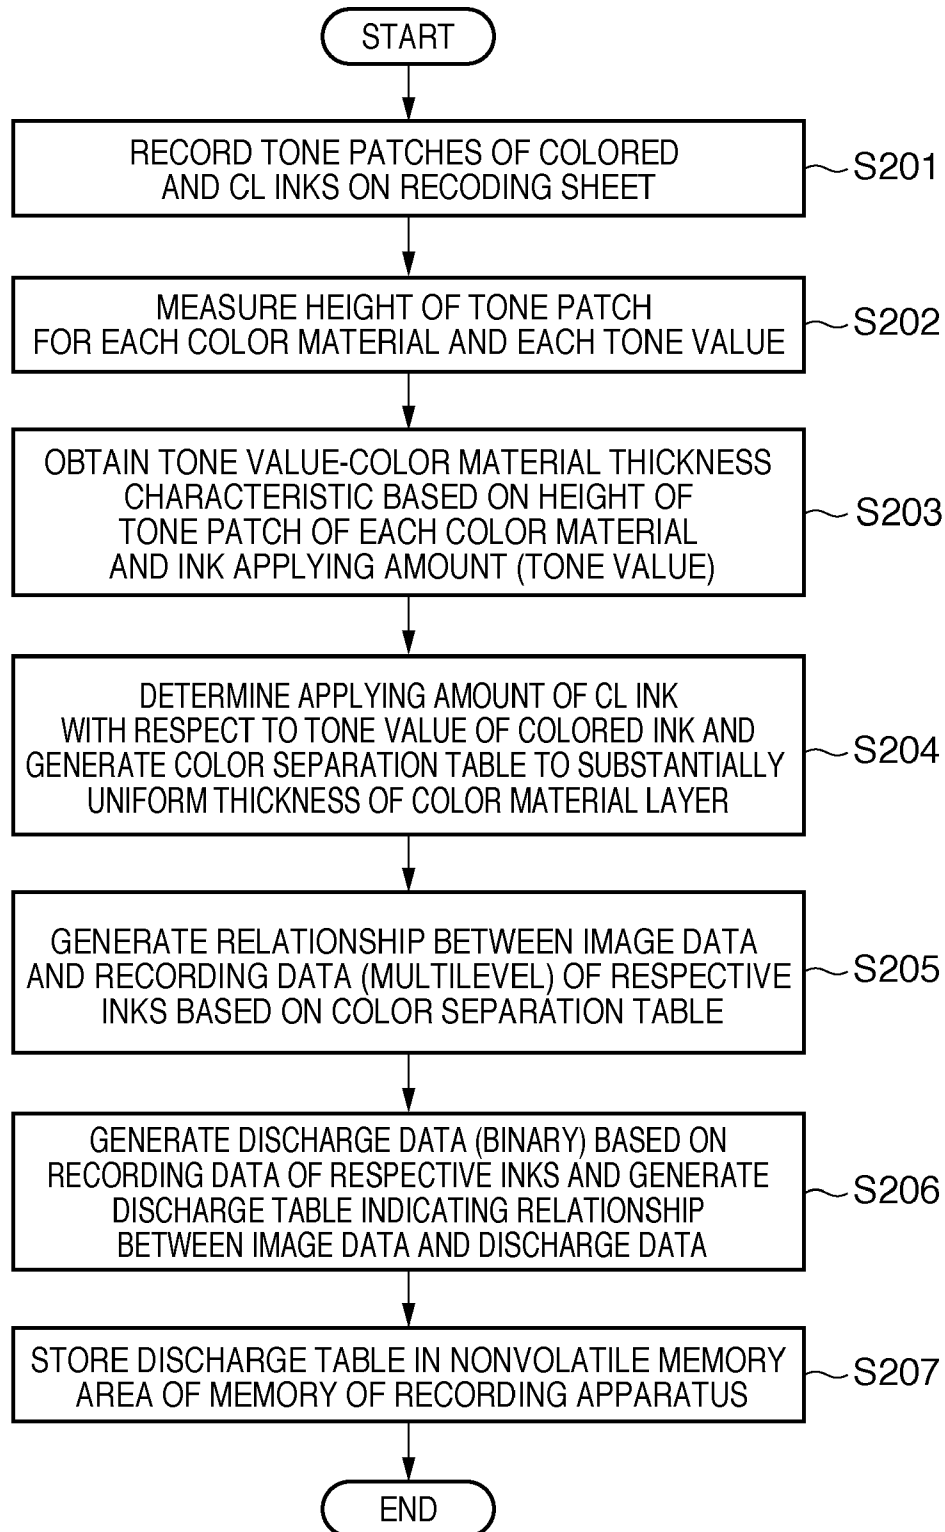 START
RECORD TONE PATCHES OF COLORED
AND CL INKS ON RECODING SHEET
S201
MEASURE HEIGHT OF TONE PATCH
FOR EACH COLOR MATERIAL AND EACH TONE VALUE
S202
OBTAIN TONE VALUE-COLOR MATERIAL THICKNESS
CHARACTERISTIC BASED ON HEIGHT OF
TONE PATCH OF EACH COLOR MATERIAL
AND INK APPLYING AMOUNT (TONE VALUE)
S203
DETERMINE APPLYING AMOUNT OF CL INK
WITH RESPECT TO TONE VALUE OF COLORED INK AND
GENERATE COLOR SEPARATION TABLE TO SUBSTANTIALLY
UNIFORM THICKNESS OF COLOR MATERIAL LAYER
S204
GENERATE RELATIONSHIP BETWEEN IMAGE DATA
AND RECORDING DATA (MULTILEVEL) OF RESPECTIVE
INKS BASED ON COLOR SEPARATION TABLE
S205
GENERATE DISCHARGE DATA (BINARY) BASED ON
RECORDING DATA OF RESPECTIVE INKS AND GENERATE
DISCHARGE TABLE INDICATING RELATIONSHIP
BETWEEN IMAGE DATA AND DISCHARGE DATA
S206
STORE DISCHARGE TABLE IN NONVOLATILE MEMORY
AREA OF MEMORY OF RECORDING APPARATUS
S207
END